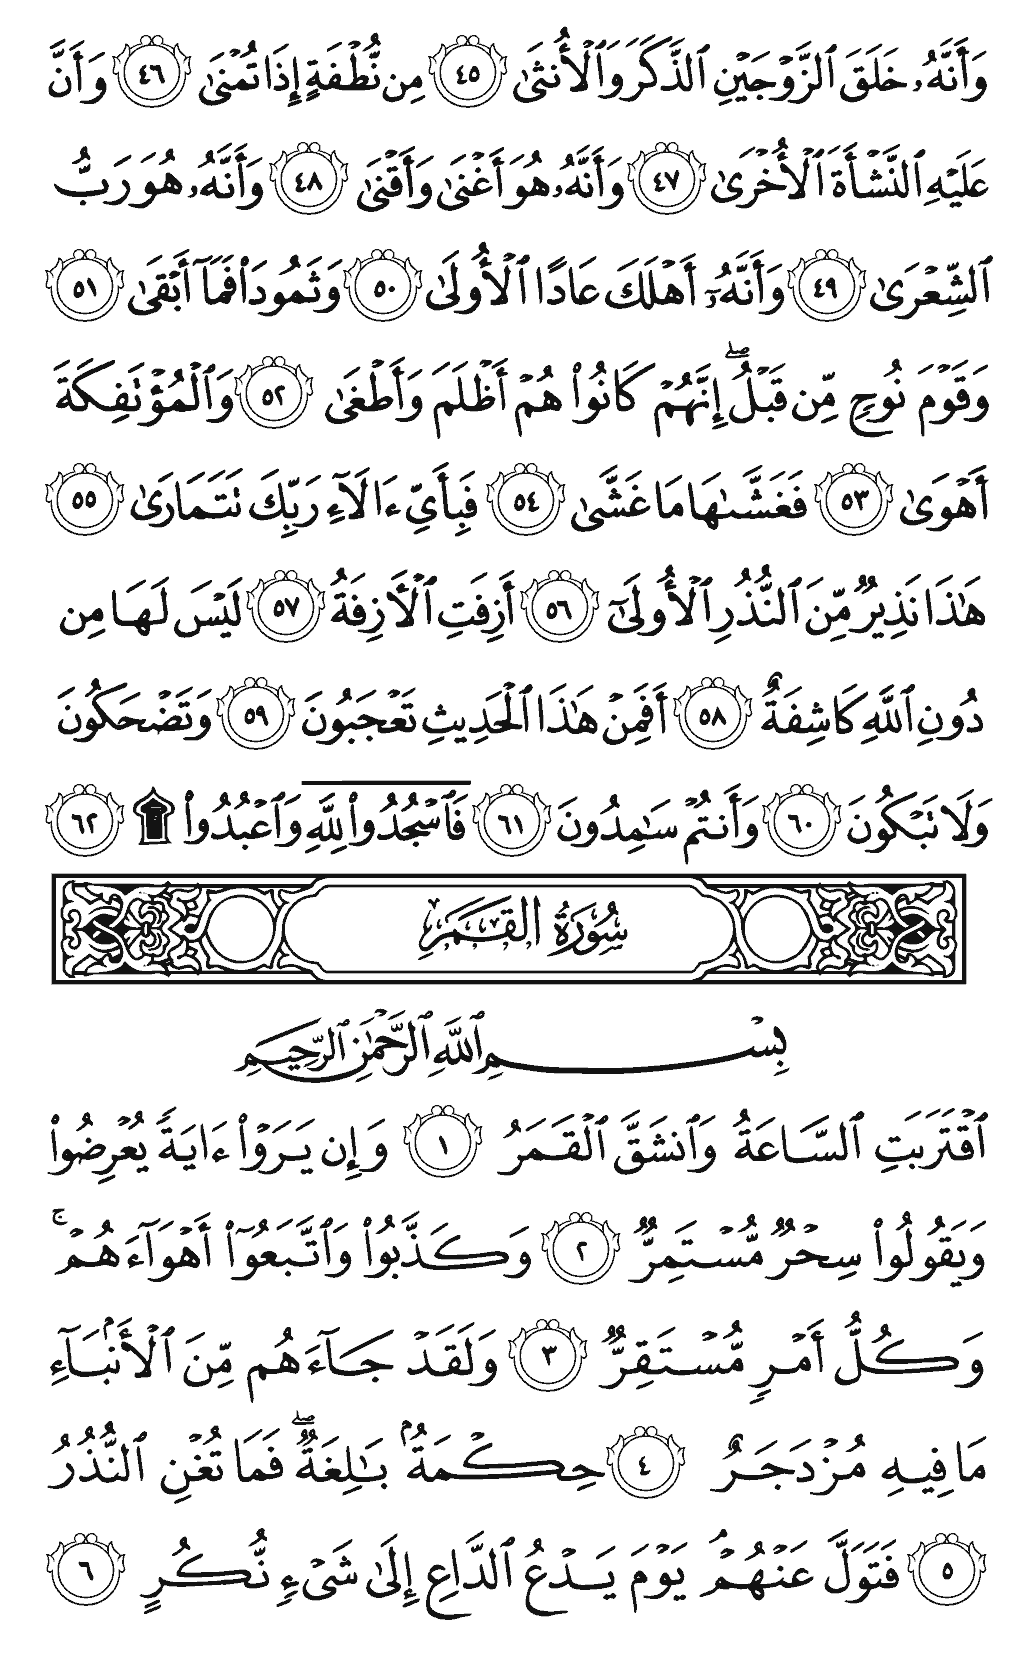 وَأَنَّهُۥ خَلَقَ ٱلزَّوْجَيْنِ ٱلذَّكَرَ وَٱلْأُنثَىٰ ٤٥ مِن نُّطْفَةٍ إِذَا تُمْنَىٰ ٤٦ وَأَنَّ
عَلَيْهِ ٱلنَّشْأَةَ ٱلْأُخْرَىٰ ٤٧ وَأَنَّهُۥ هُوَ أَغْنَىٰ وَأَقْنَىٰ ٤٨ وَأَنَّهُۥ هُوَ رَبُّ
ٱلشِّعْرَىٰ ٤٩ وَأَنَّهُۥٓ أَهْلَكَ عَادًا ٱلْأُولَىٰ ٥٠ وَثَمُودَا۟ فَمَآ أَبْقَىٰ ٥١
وَقَوْمَ نُوحٍ مِّن قَبْلُ ۖ إِنَّهُمْ كَانُوا۟ هُمْ أَظْلَمَ وَأَطْغَىٰ ٥٢ وَٱلْمُؤْتَفِكَةَ
أَهْوَىٰ ٥٣ فَغَشَّىٰهَا مَا غَشَّىٰ ٥٤ فَبِأَىِّ ءَالَآءِ رَبِّكَ تَتَمَارَىٰ ٥٥
هَٰذَا نَذِيرٌ مِّنَ ٱلنُّذُرِ ٱلْأُولَىٰٓ ٥٦ أَزِفَتِ ٱلْـَٔازِفَةُ ٥٧ لَيْسَ لَهَا مِن
دُونِ ٱللَّهِ كَاشِفَةٌ ٥٨ أَفَمِنْ هَٰذَا ٱلْحَدِيثِ تَعْجَبُونَ ٥٩ وَتَضْحَكُونَ
وَلَا تَبْكُونَ ٦٠ وَأَنتُمْ سَٰمِدُونَ ٦١ فَٱسْجُدُوا۟ لِلَّهِ وَٱعْبُدُوا۟ ۩ ٦٢
سُورَةُ القَمَرِ
بِسْمِ ٱللَّهِ ٱلرَّحْمَٰنِ ٱلرَّحِيمِ
ٱقْتَرَبَتِ ٱلسَّاعَةُ وَٱنشَقَّ ٱلْقَمَرُ ١ وَإِن يَرَوْا۟ ءَايَةً يُعْرِضُوا۟
وَيَقُولُوا۟ سِحْرٌ مُّسْتَمِرٌّ ٢ وَكَذَّبُوا۟ وَٱتَّبَعُوٓا۟ أَهْوَآءَهُمْ ۚ
وَكُلُّ أَمْرٍ مُّسْتَقِرٌّ ٣ وَلَقَدْ جَآءَهُم مِّنَ ٱلْأَنۢبَآءِ
مَا فِيهِ مُزْدَجَرٌ ٤ حِكْمَةٌۢ بَٰلِغَةٌ ۖ فَمَا تُغْنِ ٱلنُّذُرُ
٥ فَتَوَلَّ عَنْهُمْ ۘ يَوْمَ يَدْعُ ٱلدَّاعِ إِلَىٰ شَىْءٍ نُّكُرٍ ٦